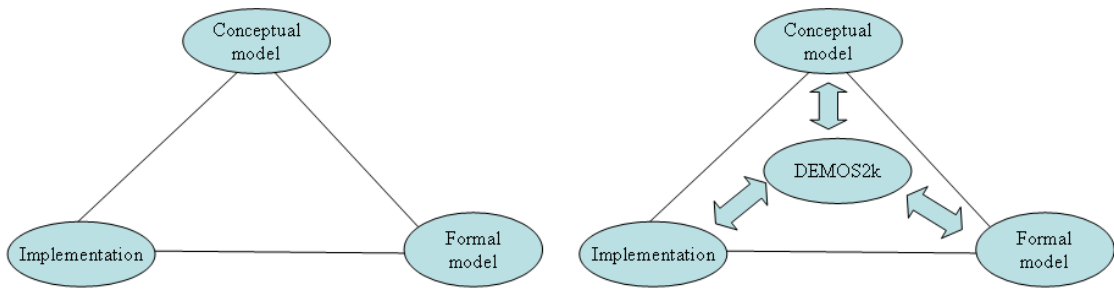 Conceptual
model
Implementation
Formal
model
Conceptual
model
DEMOS2k
Implementation
Formal
model